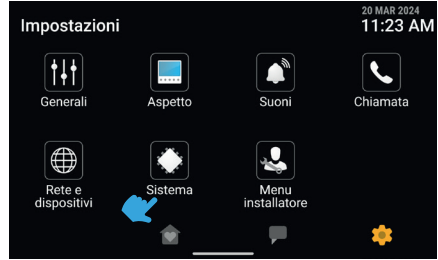 20 MAR 2024
Impostazioni
11:23 AM
Generali
Aspetto
Suoni
Chiamata
Rete e
dispositivi
Sistema
Menu
installatore